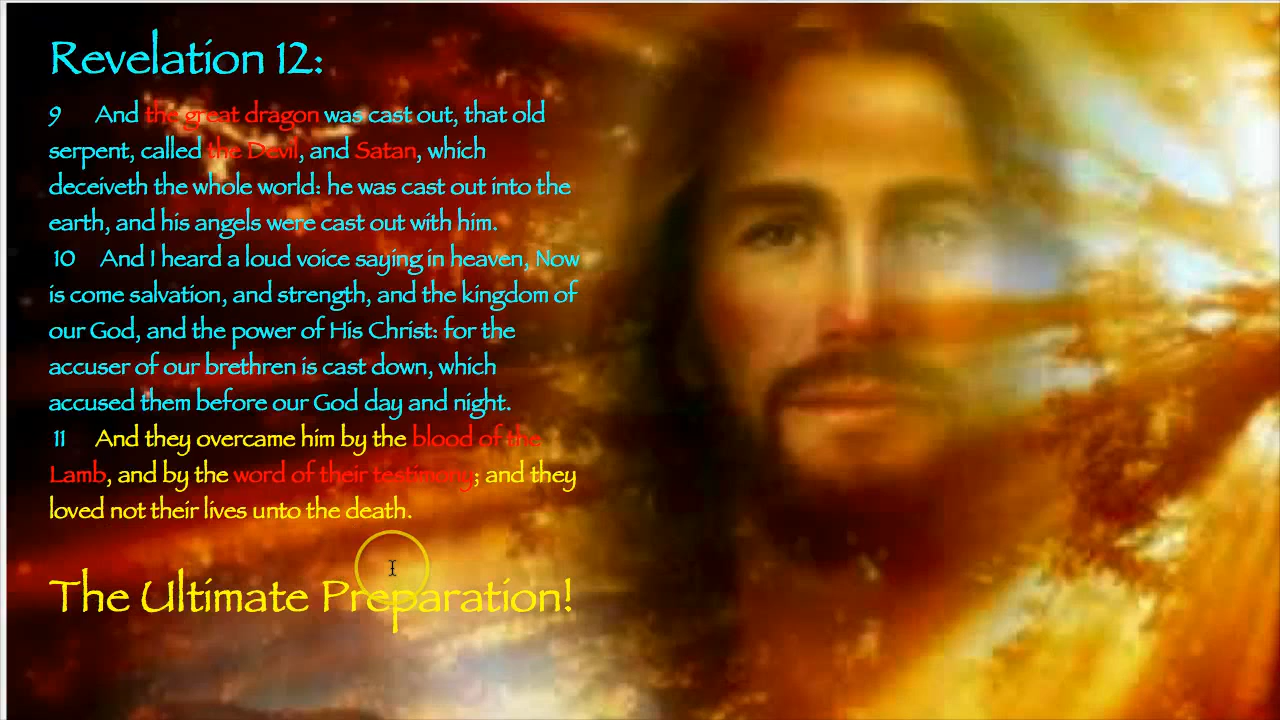 Revelation 12:
9 And the great dragon was cast out, that old
serpent, called the Devil, and Satan, which
deceiveth the whole world: he was cast out into the
earth, and his angels were cast out with him.
10 And I heard a loud voice saying in heaven, Now
is come salvation, and strength, and the kingdom of
our God, and the power of His Christ: for the
accuser of our brethren is cast down, which
accused them before our God day and night.
11 And they overcame him by the blood of the
Lamb, and by the word of their testimony; and they
loved not their lives unto the death.
The Ultimate Preparation!